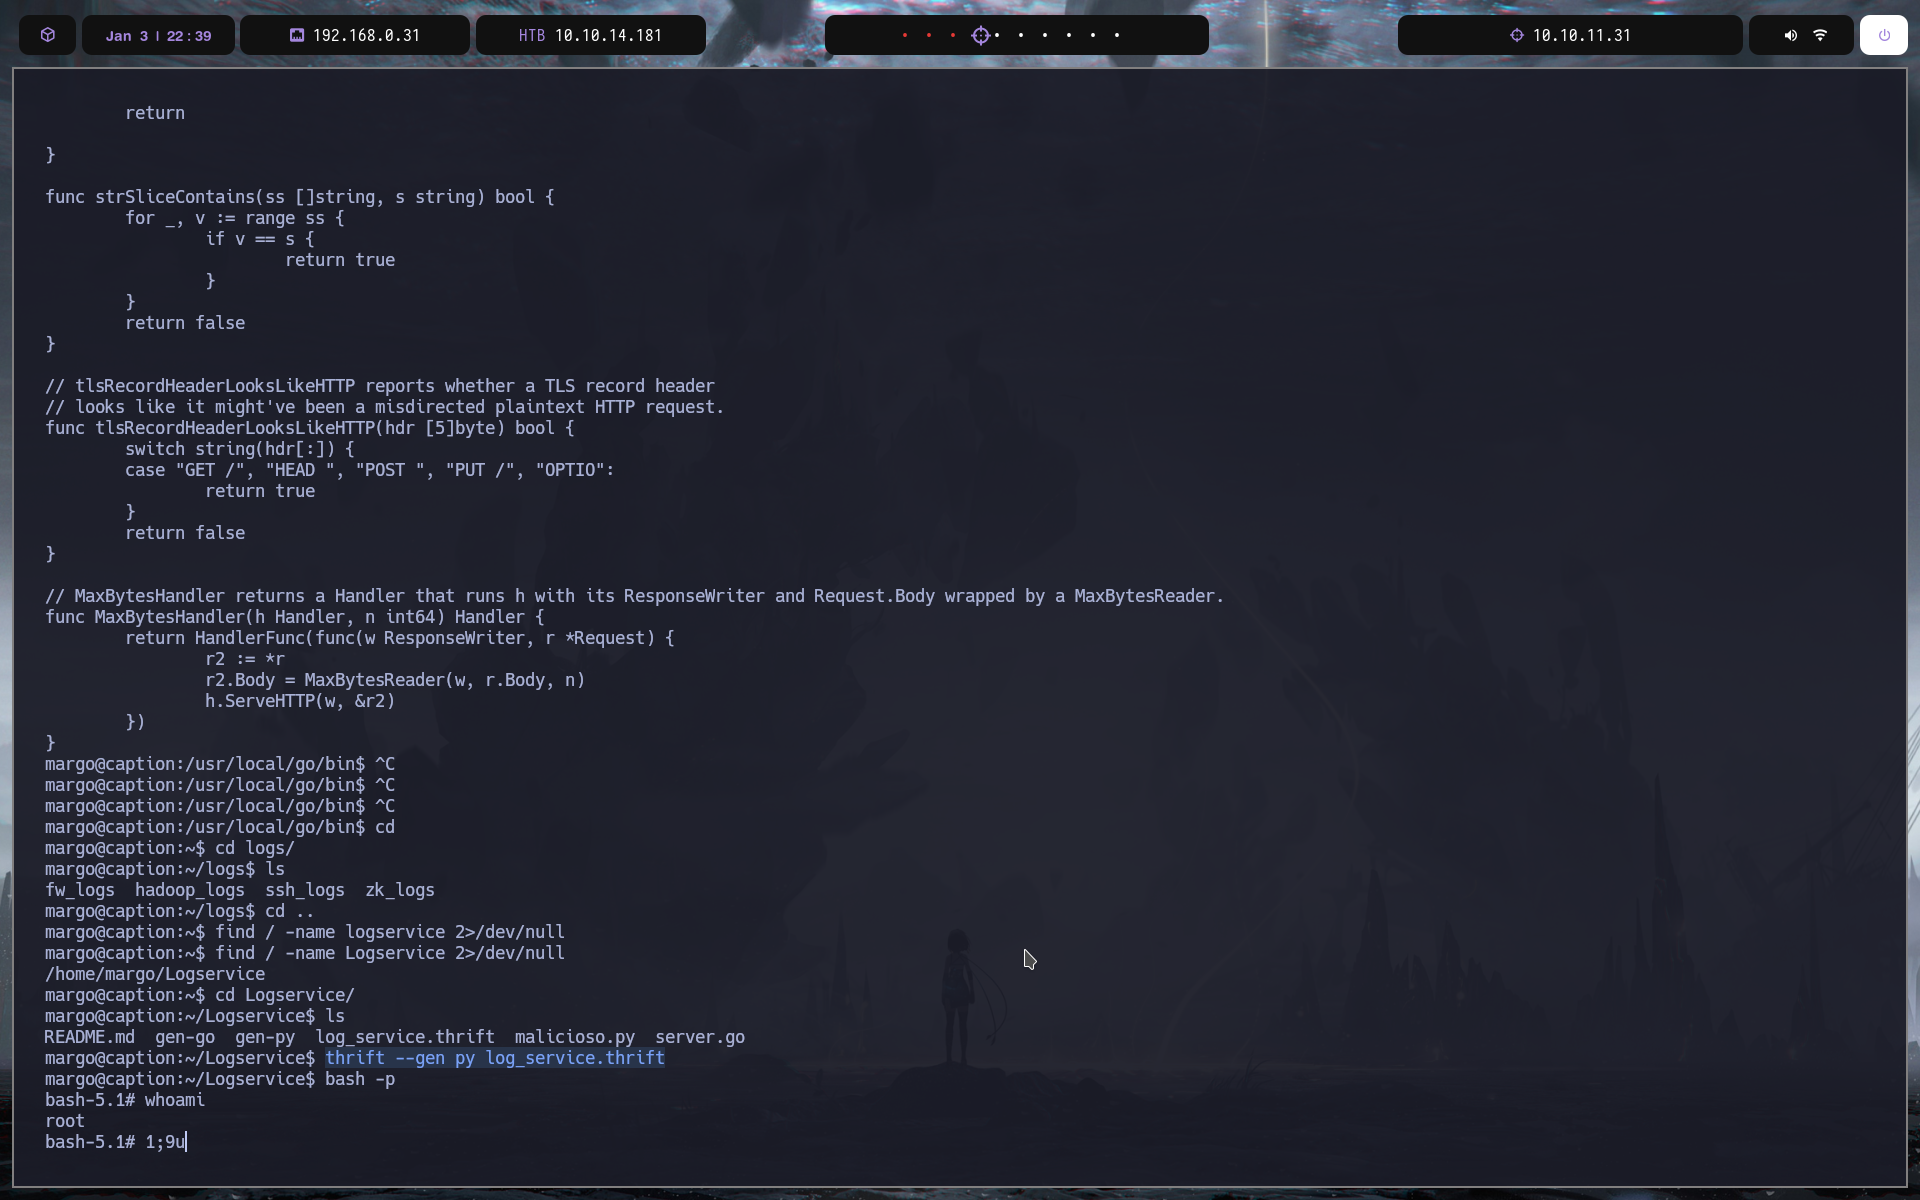 Jan 3 | 22:39 192.168.0.31 HTB 10.10.14.181 10.10.11.31
return
}
func strSliceContains(ss []string, s string) bool {
for _, v := range ss {
if v == s {
return true
}
}
return false
}
// tlsRecordHeaderLooksLikeHTTP reports whether a TLS record header
// looks like it might've been a misdirected plaintext HTTP request.
func tlsRecordHeaderLooksLikeHTTP(hdr [5]byte) bool {
switch string(hdr[:]) {
case "GET /", "HEAD ", "POST ", "PUT /", "OPTIO":
return true
}
return false
}
// MaxBytesHandler returns a Handler that runs h with its ResponseWriter and Request.Body wrapped by a MaxBytesReader.
func MaxBytesHandler(h Handler, n int64) Handler {
return HandlerFunc(func(w ResponseWriter, r *Request) {
r2 := *r
r2.Body = MaxBytesReader(w, r.Body, n)
h.ServeHTTP(w, &r2)
})
}
margo@caption:/usr/local/go/bin$ ^C
margo@caption:/usr/local/go/bin$ ^C
margo@caption:/usr/local/go/bin$ ^C
margo@caption:/usr/local/go/bin$ cd
margo@caption:~$ cd logs/
margo@caption:~/logs$ ls
fw_logs  hadoop_logs  ssh_logs  zk_logs
margo@caption:~/logs$ cd ..
margo@caption:~$ find / -name logservice 2>/dev/null
margo@caption:~$ find / -name Logservice 2>/dev/null
/home/margo/Logservice
margo@caption:~$ cd Logservice/
margo@caption:~/Logservice$ ls
README.md  gen-go  gen-py  log_service.thrift  malicioso.py  server.go
margo@caption:~/Logservice$ thrift --gen py log_service.thrift
margo@caption:~/Logservice$ bash -p
bash-5.1# whoami
root
bash-5.1# 1;9u